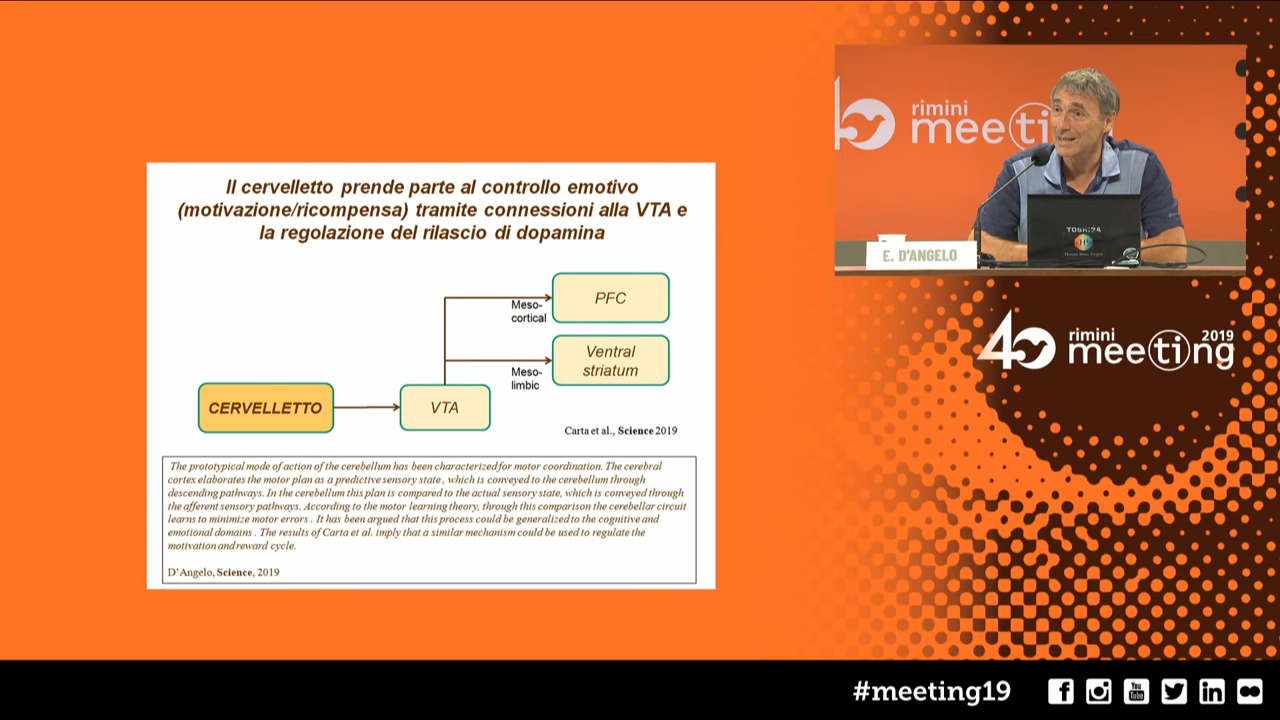 Il cervelletto prende parte al controllo emotivo
(motivazione/ricompensa) tramite connessioni alla VTA e
la regolazione del rilascio di dopamina
PFC
Meso-
cortical
Ventral
striatum
Meso-
limbic
CERVELLETTO
VTA
Carta et al., Science 2019
The prototypical mode of action of the cerebellum has been characterized for motor coordination. The cerebral
cortex elaborates the motor plan as a predictive sensory state, which is conveyed to the cerebellum through
descending pathways. In the cerebellum this plan is compared to the actual sensory state, which is conveyed through
the afferent sensory pathways. According to the motor learning theory, through this comparison the cerebellar circuit
learns to minimize motor errors . It has been argued that this process could be generalized to the cognitive and
emotional domains . The results of Carta et al. imply that a similar mechanism could be used to regulate the
motivation and reward cycle.
D'Angelo, Science, 2019
rimini
meeti
TOSHIBA
E. D'ANGELO
40
rimini
2019
meeting
#meeting19
You
Tube